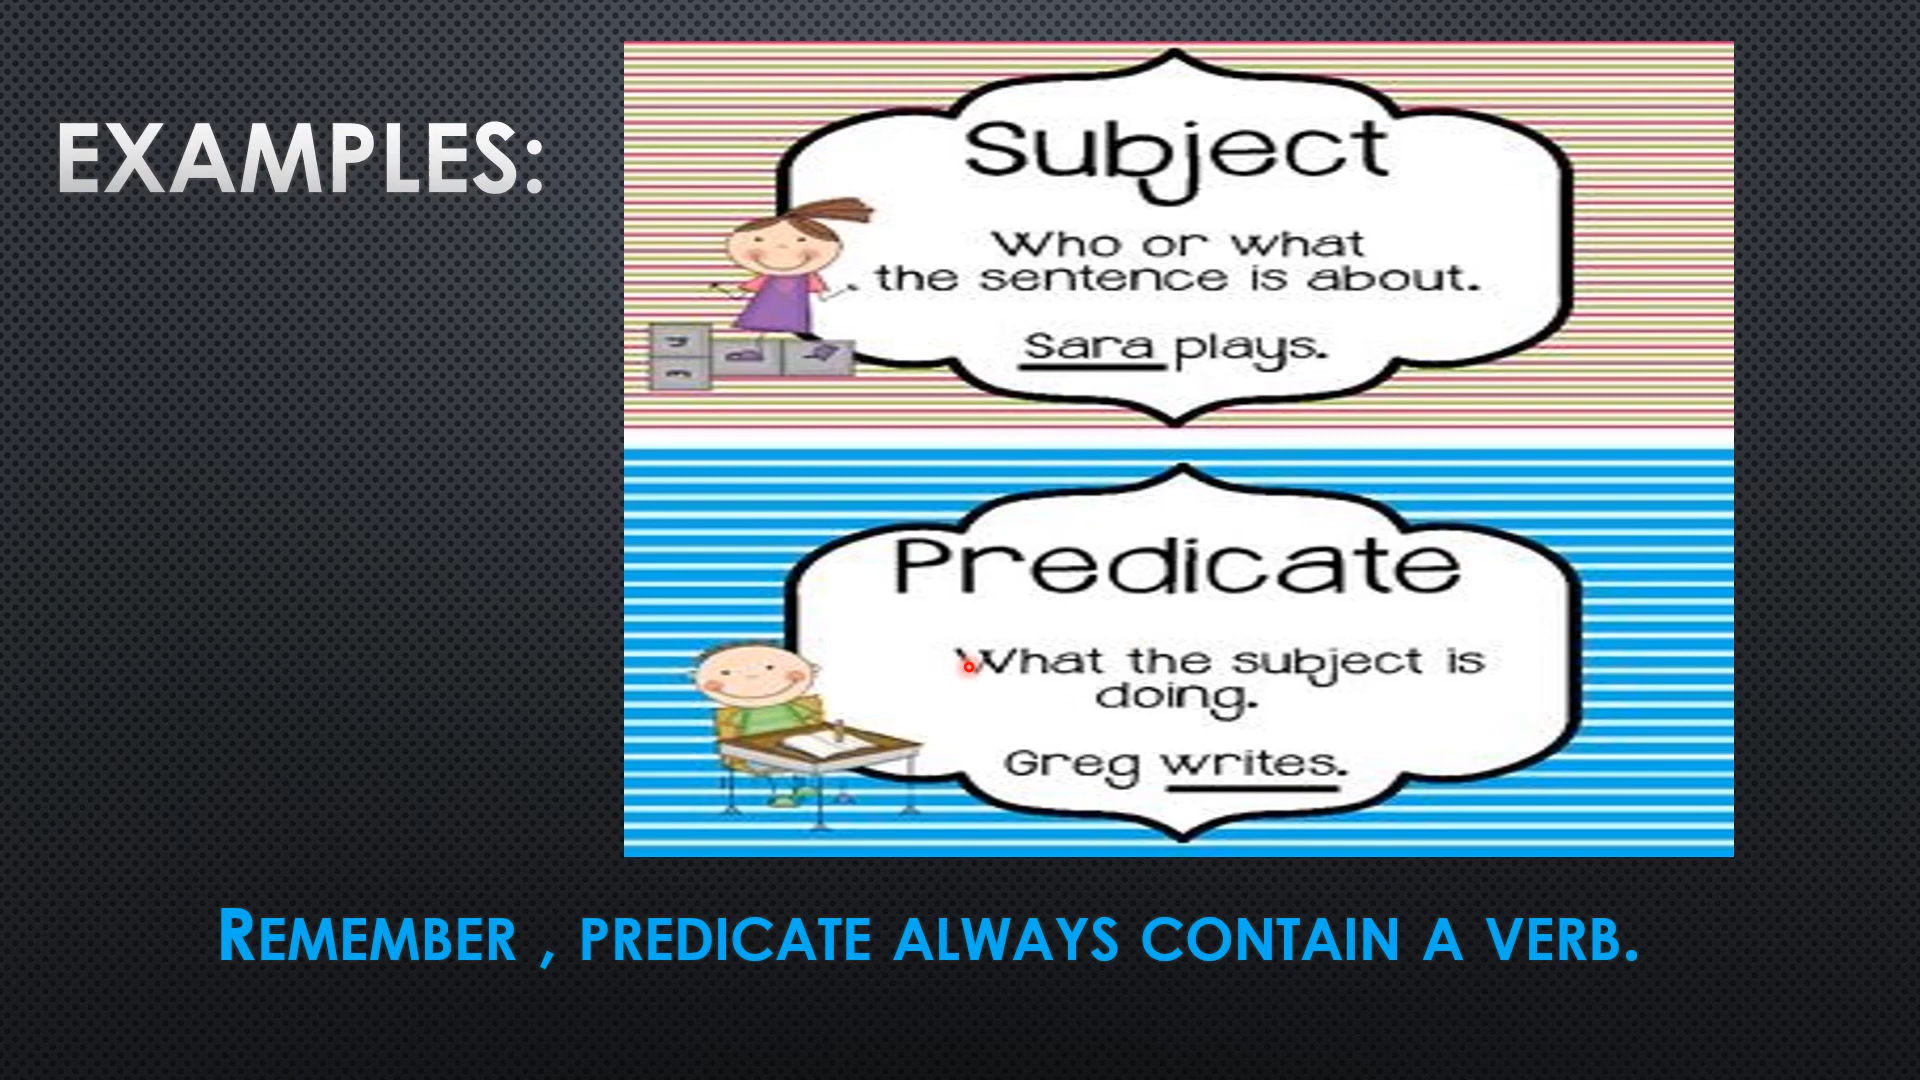 EXAMPLES:
Subject
Who or what
the sentence is about.
Sara plays.
Predicate
What the subject is
doing.
Greg writes.
REMEMBER , PREDICATE ALWAYS CONTAIN A VERB.